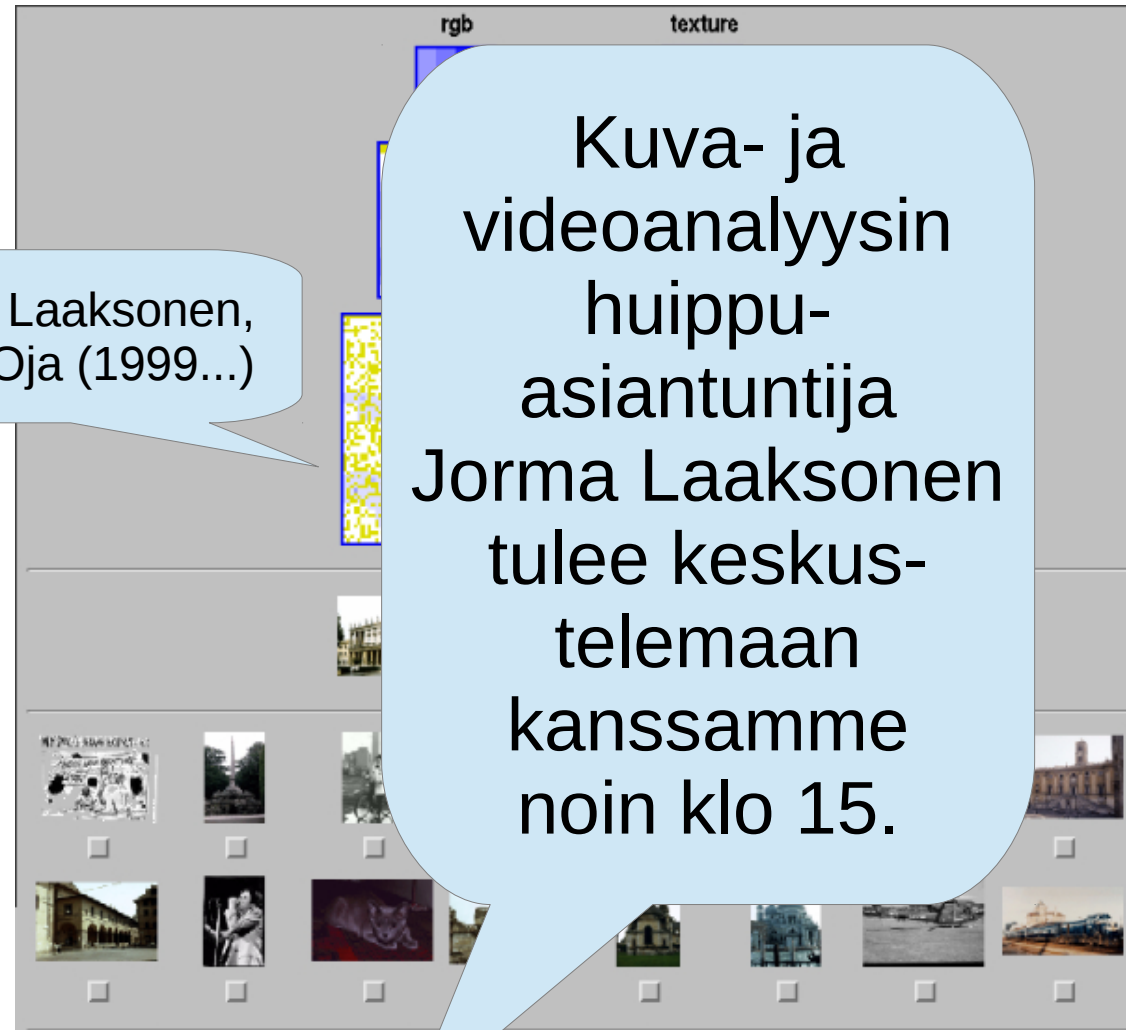 rgb texture
Kuva- ja
videoanalyysin
huippu-
asiantuntija
Jorma Laaksonen
tulee keskus-
telemaan
kanssamme
noin klo 15.
Laaksonen,
Oja (1999...)